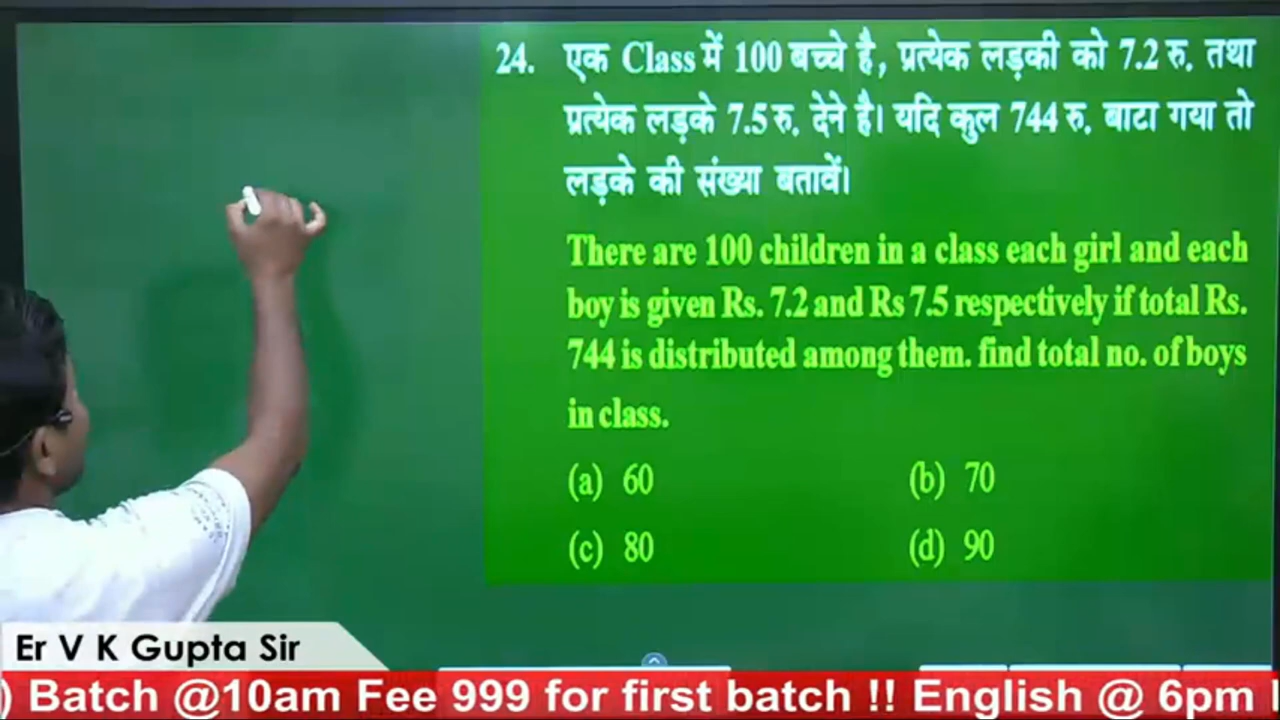 24. एक Class में 100 बच्चे है, प्रत्येक लड़की को 7.2 रु. तथा
प्रत्येक लड़के 7.5 रु. देने है। यदि कुल 744 रु. बाटा गया तो
लड़के की संख्या बतावें।
There are 100 children in a class each girl and each
boy is given Rs. 7.2 and Rs 7.5 respectively if total Rs.
744 is distributed among them. find total no. of boys
in class.
(a) 60 (b) 70
(c) 80 (d) 90
Er V K Gupta Sir
) Batch @10am Fee 999 for first batch !! English @ 6pm